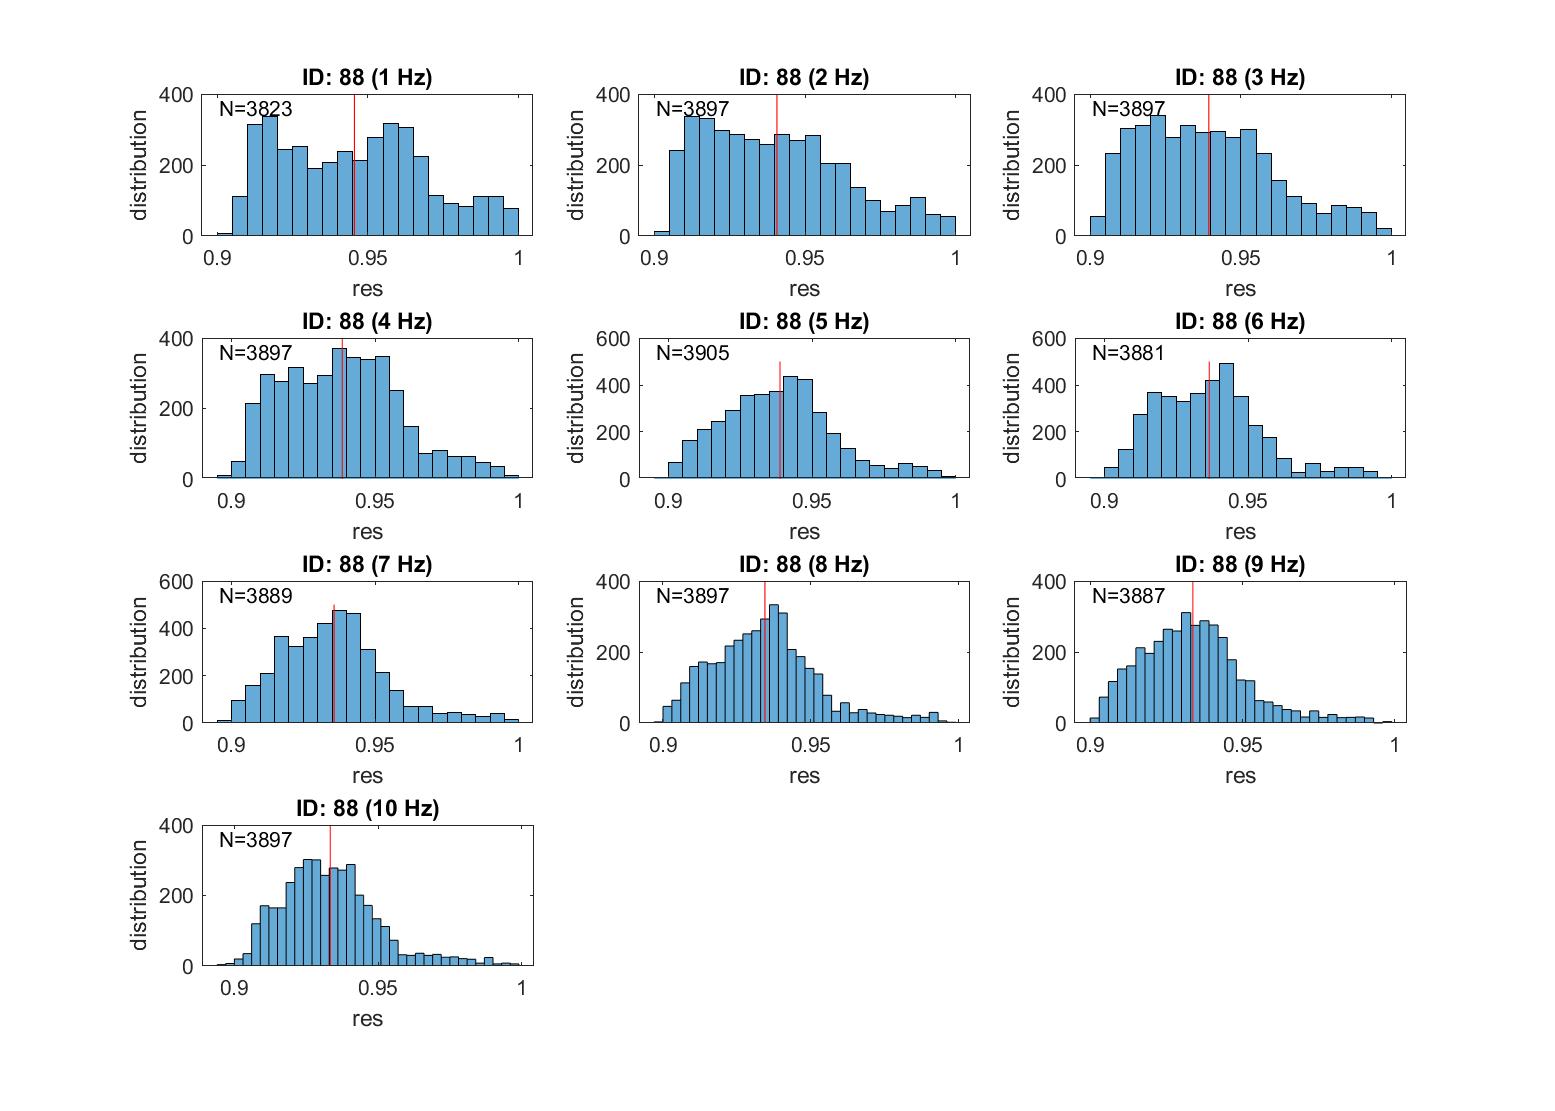 ID: 88 (1 Hz)
N=3823
distribution
400
200
0
0.9 0.95 1
res
ID: 88 (2 Hz)
N=3897
distribution
400
200
0
0.9 0.95 1
res
ID: 88 (3 Hz)
N=3897
distribution
400
200
0
0.9 0.95 1
res
ID: 88 (4 Hz)
N=3897
distribution
400
200
0
0.9 0.95 1
res
ID: 88 (5 Hz)
N=3905
distribution
600
400
200
0
0.9 0.95 1
res
ID: 88 (6 Hz)
N=3881
distribution
600
400
200
0
0.9 0.95 1
res
ID: 88 (7 Hz)
N=3889
distribution
600
400
200
0
0.9 0.95 1
res
ID: 88 (8 Hz)
N=3897
distribution
400
200
0
0.9 0.95 1
res
ID: 88 (9 Hz)
N=3887
distribution
400
200
0
0.9 0.95 1
res
ID: 88 (10 Hz)
N=3897
distribution
400
200
0
0.9 0.95 1
res